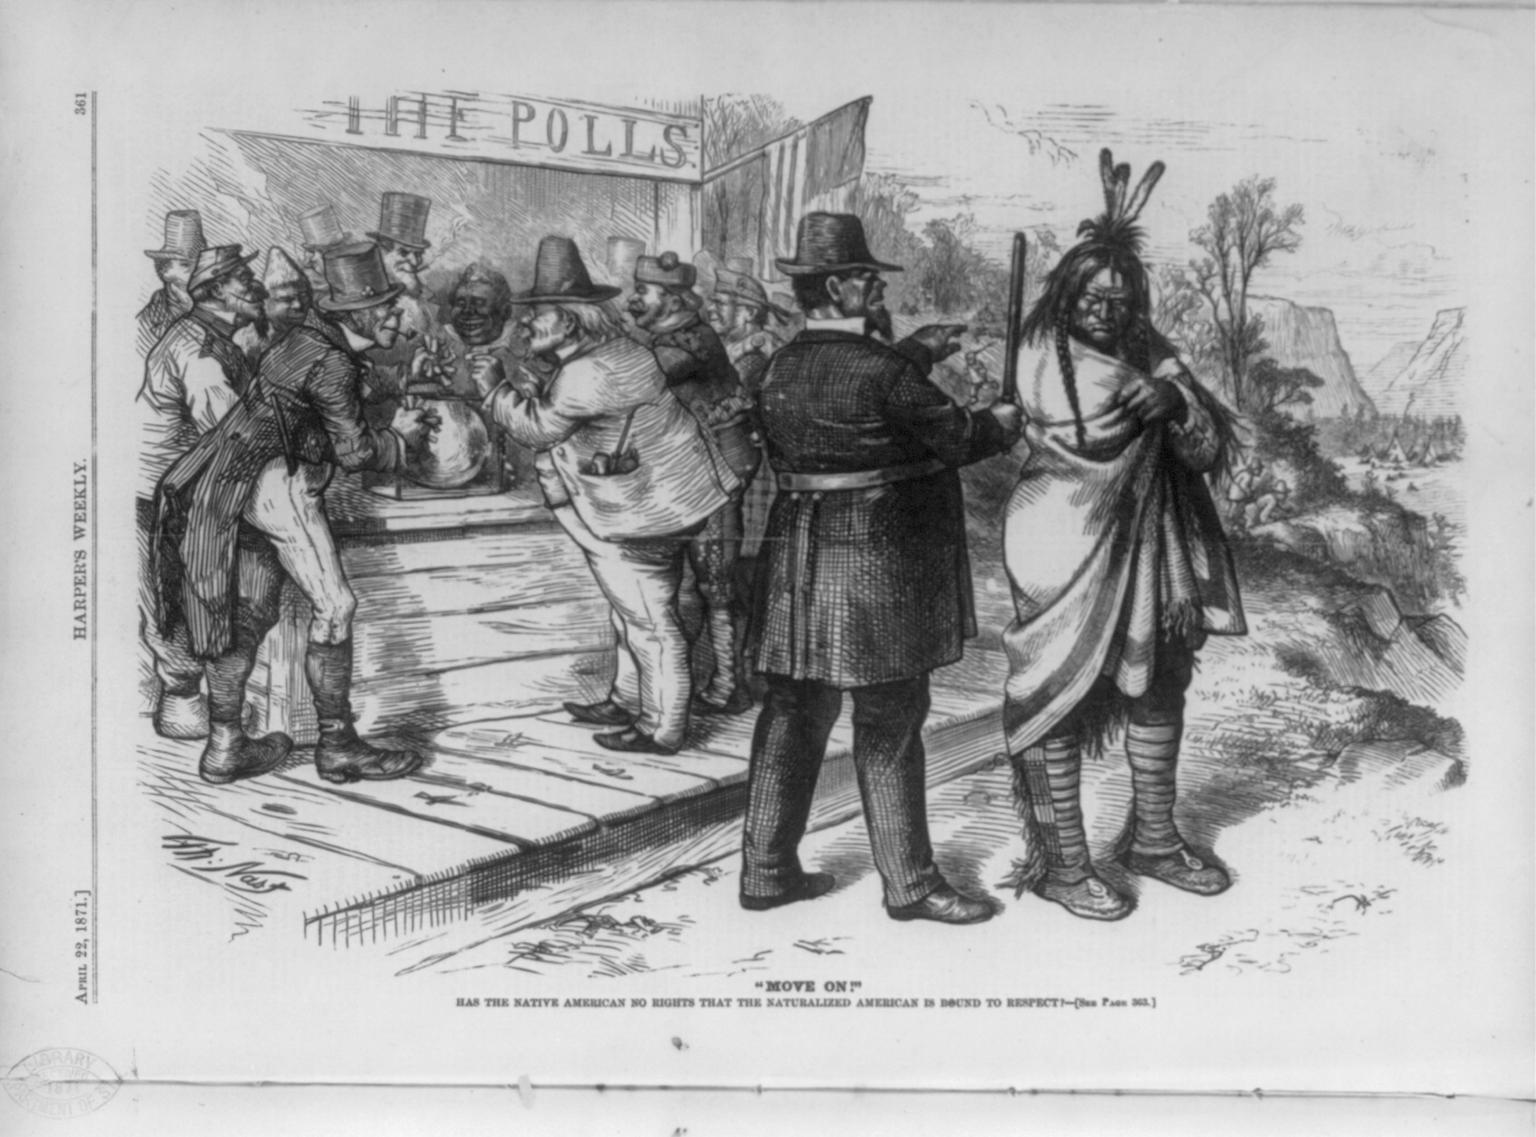 THE POLLS.
361
HARPER'S WEEKLY.
APRIL 22, 1871.]
Th. Nast
"MOVE ON!"
HAS THE NATIVE AMERICAN NO RIGHTS THAT THE NATURALIZED AMERICAN IS BOUND TO RESPECT?—[SEE PAGE 363.]
LIBRARY